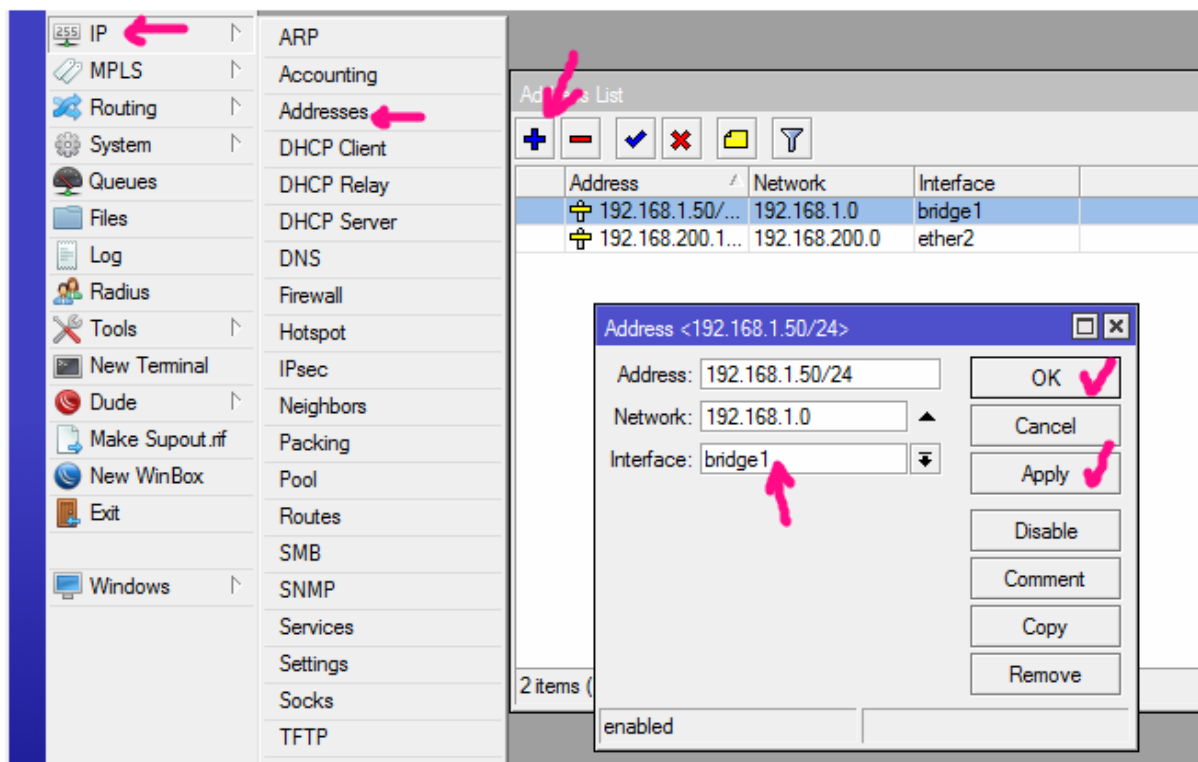 255 IP
MPLS
Routing
System
Queues
Files
Log
Radius
Tools
New Terminal
Dude
Make Supout.rif
New WinBox
Exit
Windows
ARP
Accounting
Addresses
DHCP Client
DHCP Relay
DHCP Server
DNS
Firewall
Hotspot
IPsec
Neighbors
Packing
Pool
Routes
SMB
SNMP
Services
Settings
Socks
TFTP
Address List
Address Network Interface
192.168.1.50/... 192.168.1.0 bridge1
192.168.200.1... 192.168.200.0 ether2
2 items (
Address <192.168.1.50/24>
Address: 192.168.1.50/24
Network: 192.168.1.0
Interface: bridge1
OK
Cancel
Apply
Disable
Comment
Copy
Remove
enabled